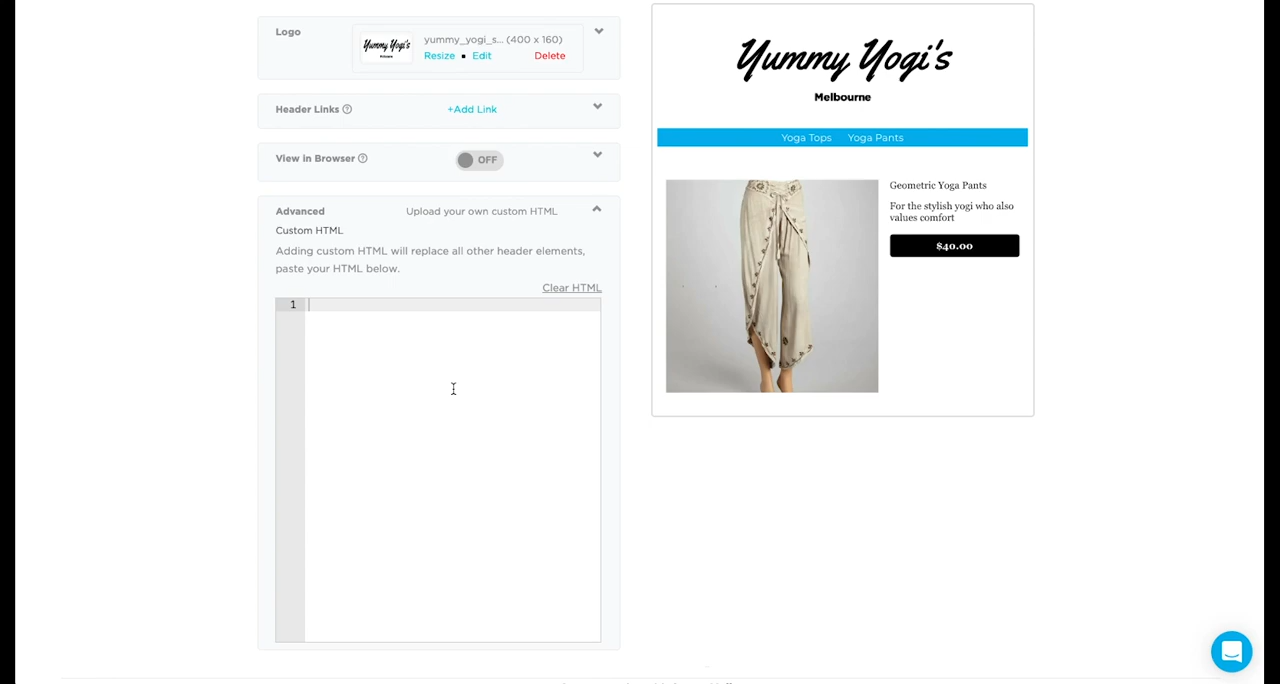 Logo
yummy_yogi_s... (400 x 160)
Resize ▪ Edit Delete
Yummy Yogi's
Header Links ?
+Add Link
View in Browser ?
OFF
Advanced
Upload your own custom HTML
Custom HTML
Adding custom HTML will replace all other header elements,
paste your HTML below.
Clear HTML
1
Yummy Yogi's
Melbourne
Yoga Tops Yoga Pants
Geometric Yoga Pants
For the stylish yogi who also
values comfort
$40.00